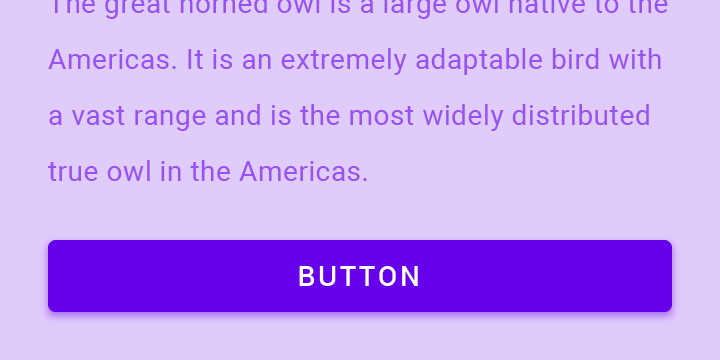 The great horned owl is a large owl native to the
Americas. It is an extremely adaptable bird with
a vast range and is the most widely distributed
true owl in the Americas.
BUTTON